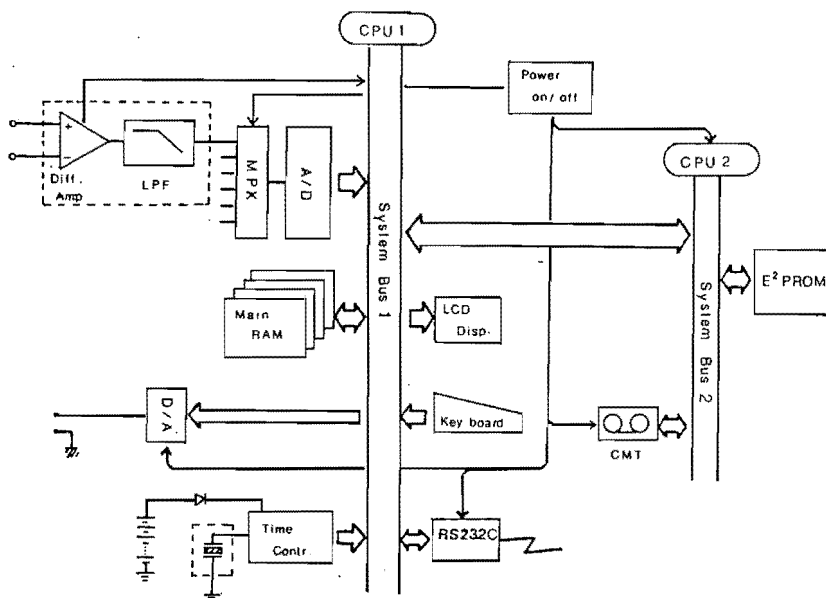 CPU 1
Power
on/off
CPU 2
+
−
Diff.
Amp
LPF
MPX
A/D
System Bus 1
System Bus 2
E² PROM
Main
RAM
LCD
Disp.
D/A
Key board
CMT
Time
Contr.
RS232C